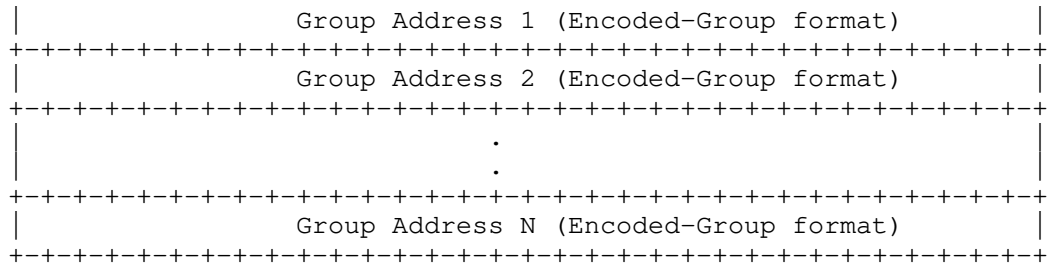 |                 Group Address 1 (Encoded-Group format)        |
+-+-+-+-+-+-+-+-+-+-+-+-+-+-+-+-+-+-+-+-+-+-+-+-+-+-+-+-+-+-+-+-+
|                 Group Address 2 (Encoded-Group format)        |
+-+-+-+-+-+-+-+-+-+-+-+-+-+-+-+-+-+-+-+-+-+-+-+-+-+-+-+-+-+-+-+-+
|                             .                                 |
|                             .                                 |
+-+-+-+-+-+-+-+-+-+-+-+-+-+-+-+-+-+-+-+-+-+-+-+-+-+-+-+-+-+-+-+-+
|                 Group Address N (Encoded-Group format)        |
+-+-+-+-+-+-+-+-+-+-+-+-+-+-+-+-+-+-+-+-+-+-+-+-+-+-+-+-+-+-+-+-+